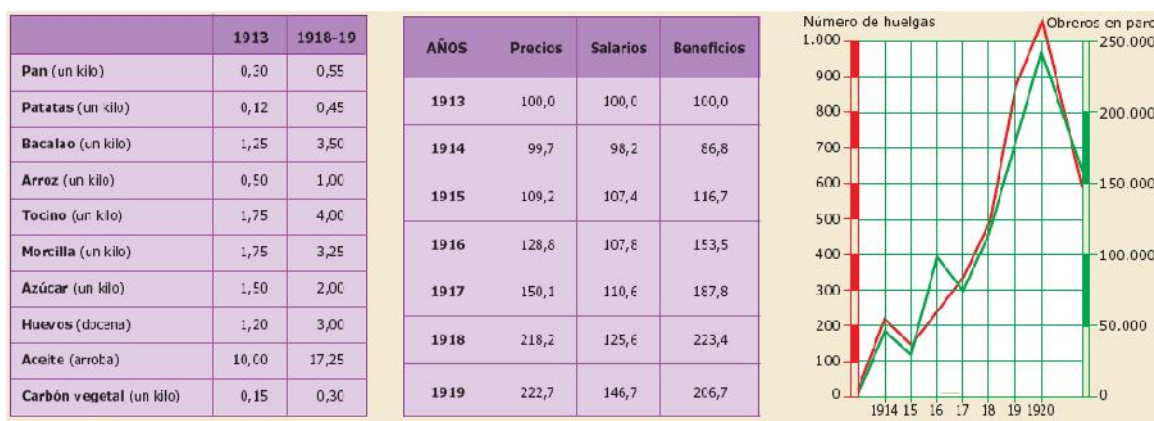 1913 1918-19
Pan (un kilo) 0,30 0,55
Patatas (un kilo) 0,12 0,45
Bacalao (un kilo) 1,25 3,50
Arroz (un kilo) 0,50 1,00
Tocino (un kilo) 1,75 4,00
Morcilla (un kilo) 1,75 3,25
Azúcar (un kilo) 1,50 2,00
Huevos (docena) 1,20 3,00
Aceite (arroba) 10,00 17,25
Carbón vegetal (un kilo) 0,15 0,30
AÑOS Precios Salarios Beneficios
1913 100,0 100,0 100,0
1914 99,7 98,2 86,8
1915 109,2 107,4 116,7
1916 128,8 107,8 153,5
1917 150,1 110,6 187,8
1918 218,2 125,6 223,4
1919 222,7 146,7 206,7
Número de huelgas Obreros en paro
1.000 250.000
900
800 200.000
700
600 150.000
500
400 100.000
300
200 50.000
100
0 0
1914 15 16 17 18 19 1920